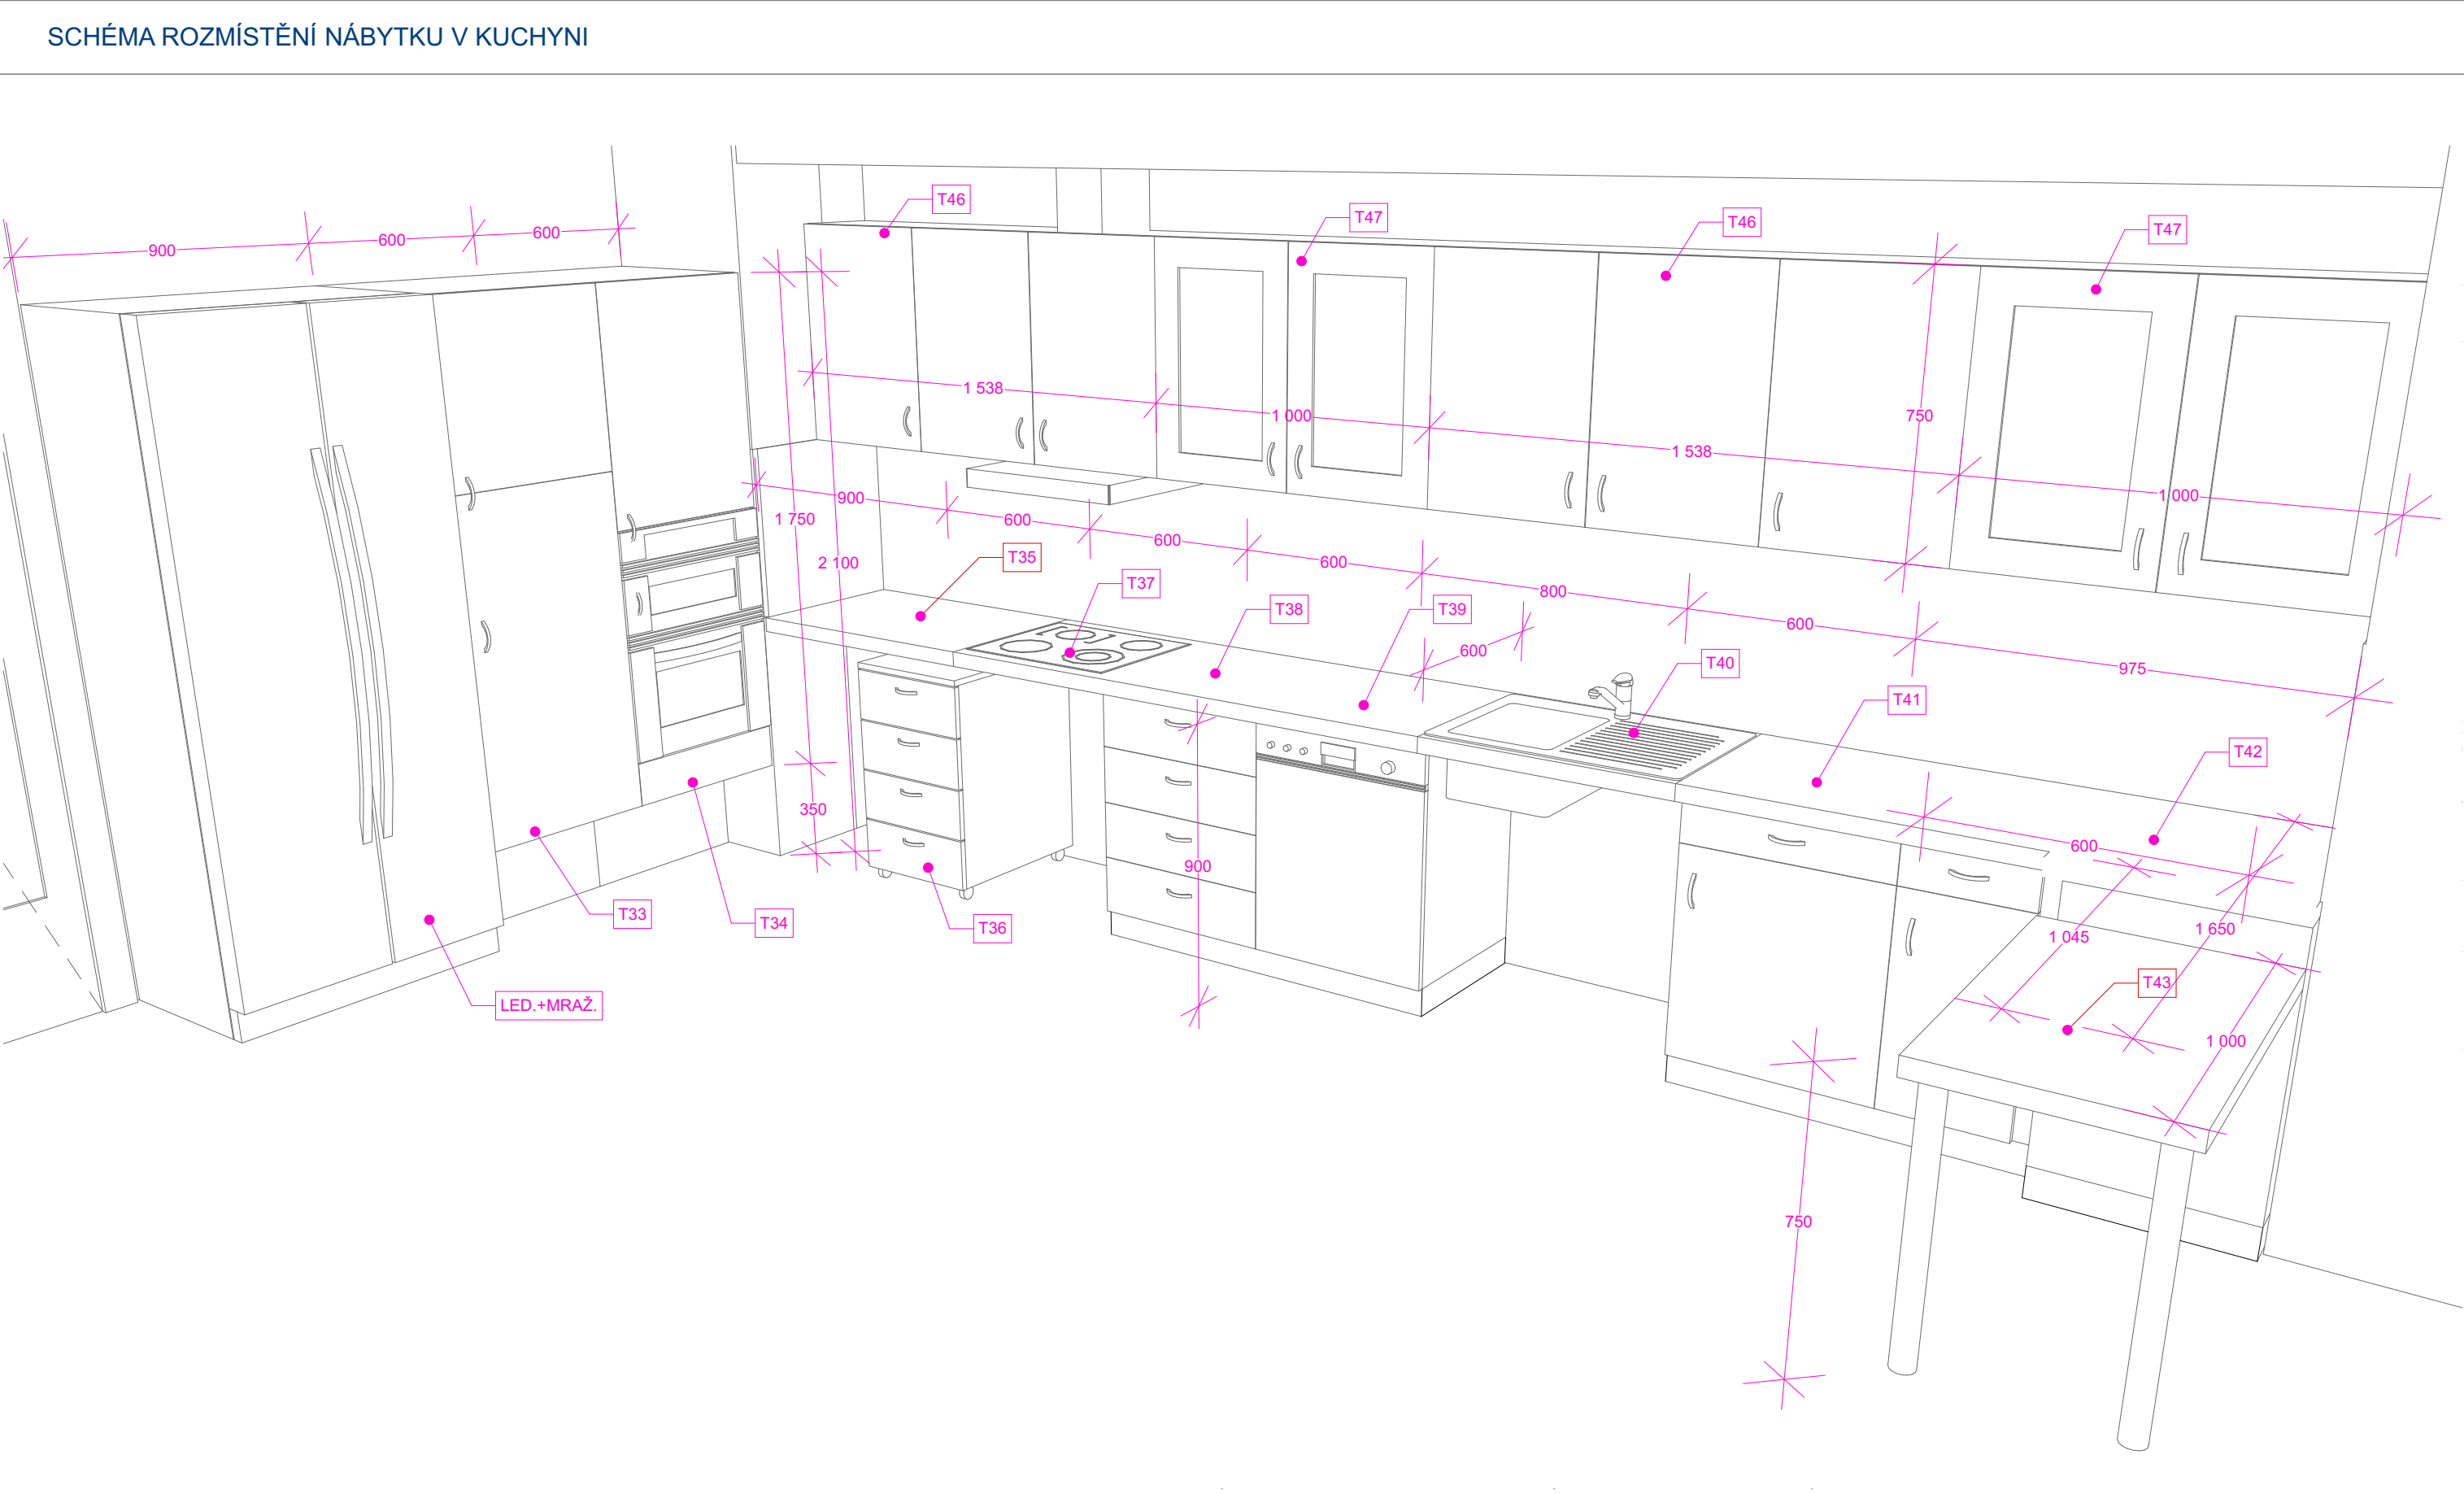 SCHÉMA ROZMÍSTĚNÍ NÁBYTKU V KUCHYNI
T46
T47
T46
T47
900
600
600
1 538
1 000
750
1 538
1 000
900
1 750
600
600
2 100
600
T35
T37
800
T38
T39
600
600
T40
975
T41
T42
350
600
900
T33
T34
T36
1 045
1 650
T43
LED.+MRAŽ.
1 000
750